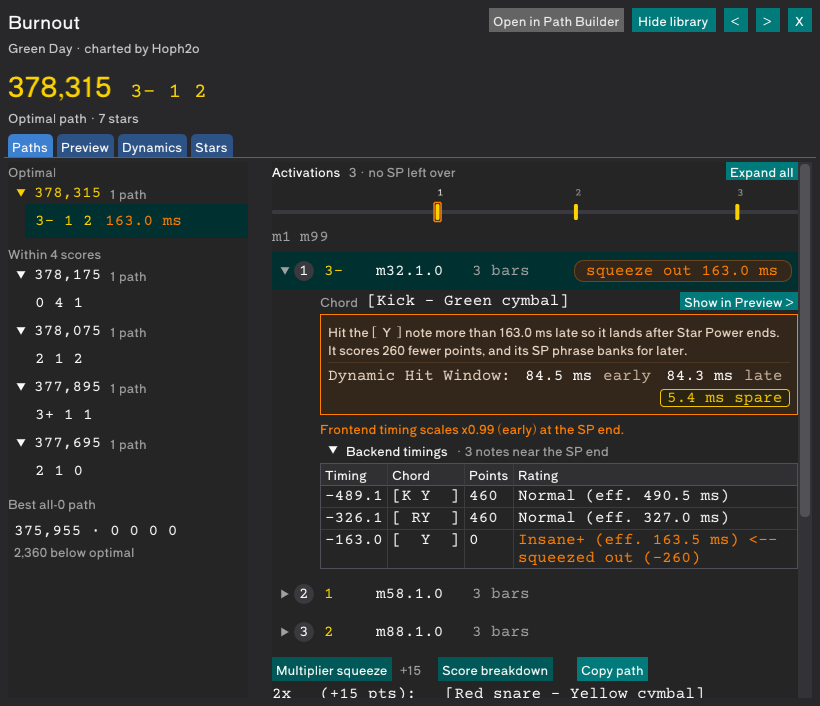 Burnout
Open in Path Builder
Hide library
<
>
X
Green Day · charted by Hoph2o
378,315 3- 1 2
Optimal path · 7 stars
Paths
Preview
Dynamics
Stars
Optimal
▼ 378,315 1 path
3- 1 2 163.0 ms
Within 4 scores
▼ 378,175 1 path
0 4 1
▼ 378,075 1 path
2 1 2
▼ 377,895 1 path
3+ 1 1
▼ 377,695 1 path
2 1 0
Best all-0 path
375,955 · 0 0 0 0
2,360 below optimal
Activations 3 · no SP left over
Expand all
1 2 3
m1 m99
▼ 1 3- m32.1.0 3 bars squeeze out 163.0 ms
Chord [Kick - Green cymbal]
Show in Preview >
Hit the [ Y ] note more than 163.0 ms late so it lands after Star Power ends.
It scores 260 fewer points, and its SP phrase banks for later.
Dynamic Hit Window: 84.5 ms early 84.3 ms late
5.4 ms spare
Frontend timing scales x0.99 (early) at the SP end.
▼ Backend timings · 3 notes near the SP end
Timing Chord Points Rating
-489.1 [K Y  ] 460 Normal (eff. 490.5 ms)
-326.1 [ RY  ] 460 Normal (eff. 327.0 ms)
-163.0 [  Y  ] 0 Insane+ (eff. 163.5 ms) <--
squeezed out (-260)
▶ 2 1 m58.1.0 3 bars
▶ 3 2 m88.1.0 3 bars
Multiplier squeeze +15
Score breakdown
Copy path
2x (+15 pts): [Red snare - Yellow cymbal]